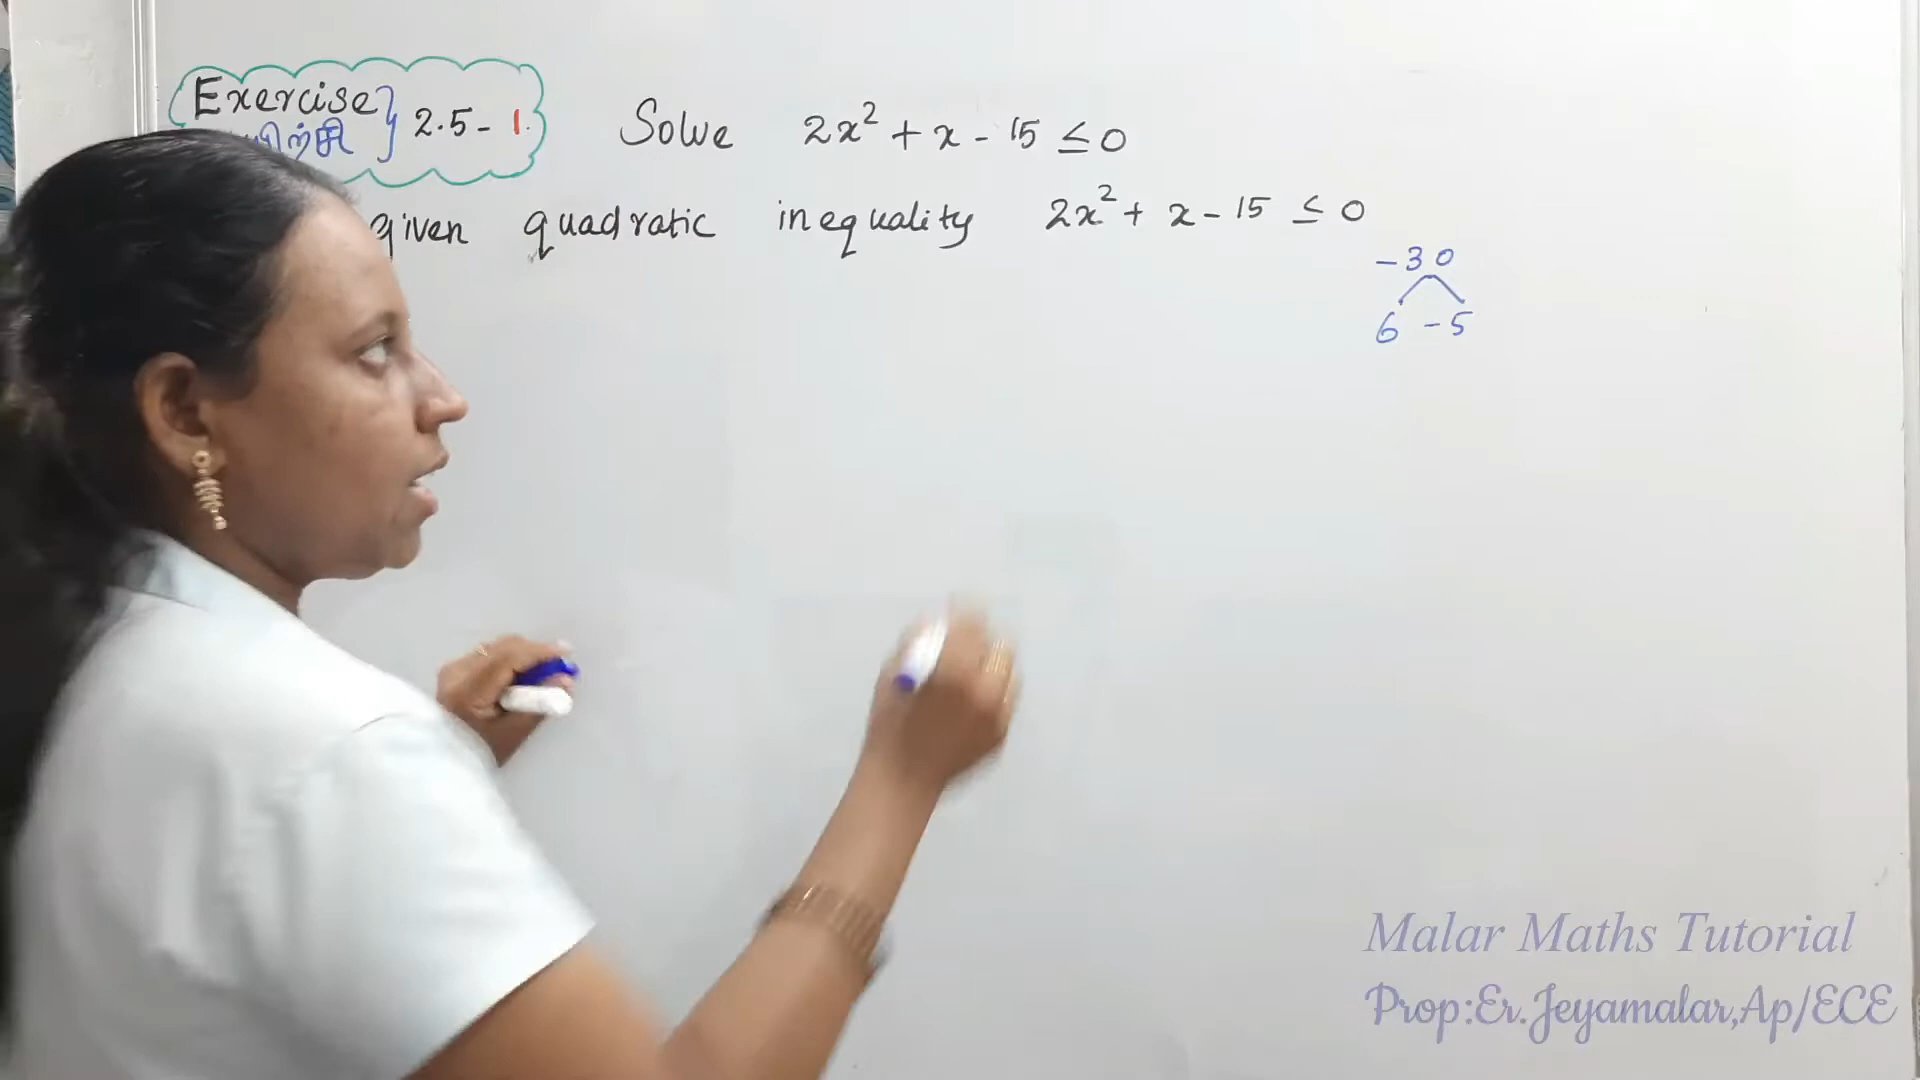 Exercise } 2.5 - 1. Solve 2x² + x - 15 ≤ 0
given quadratic inequality 2x² + x - 15 ≤ 0
-30
6 -5
Malar Maths Tutorial
Prop:Er.Jeyamalar,Ap/ECE